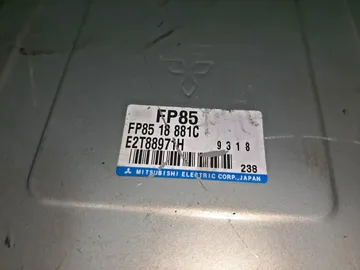 FP85
FP85 18 881C
E2T88971H 9318
238
MITSUBISHI ELECTRIC CORP., JAPAN